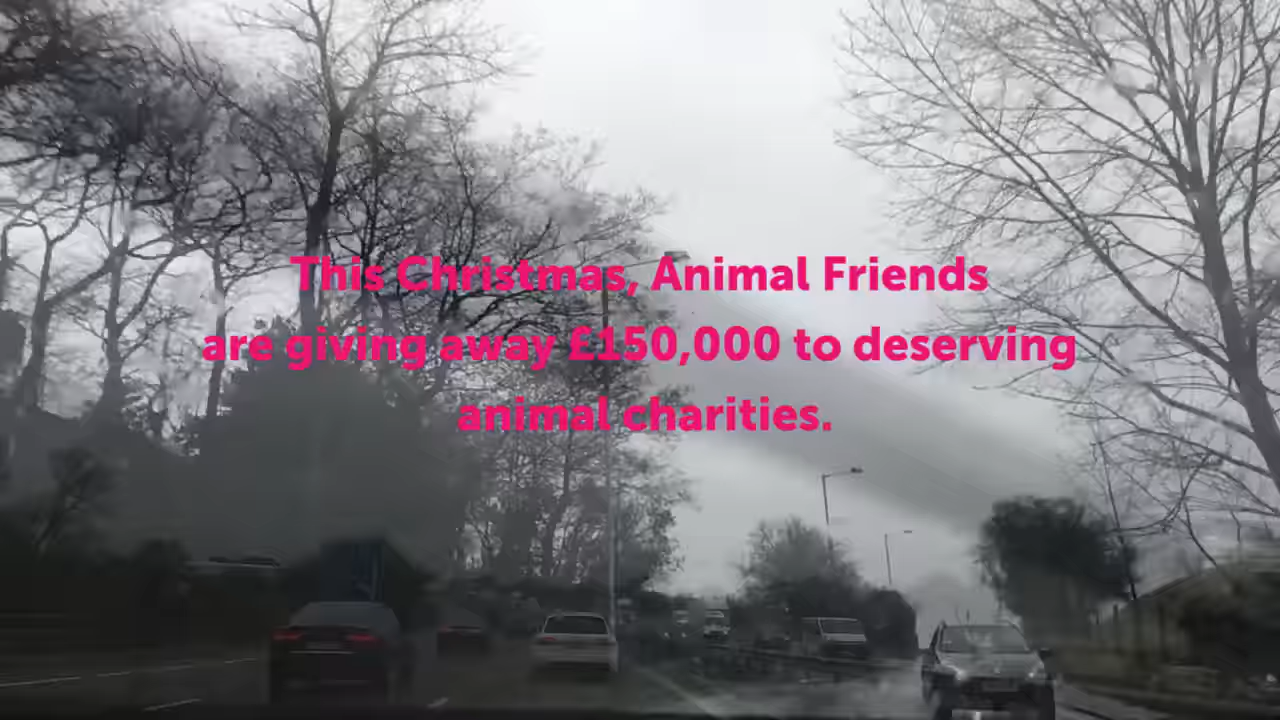 This Christmas, Animal Friends
are giving away £150,000 to deserving
animal charities.